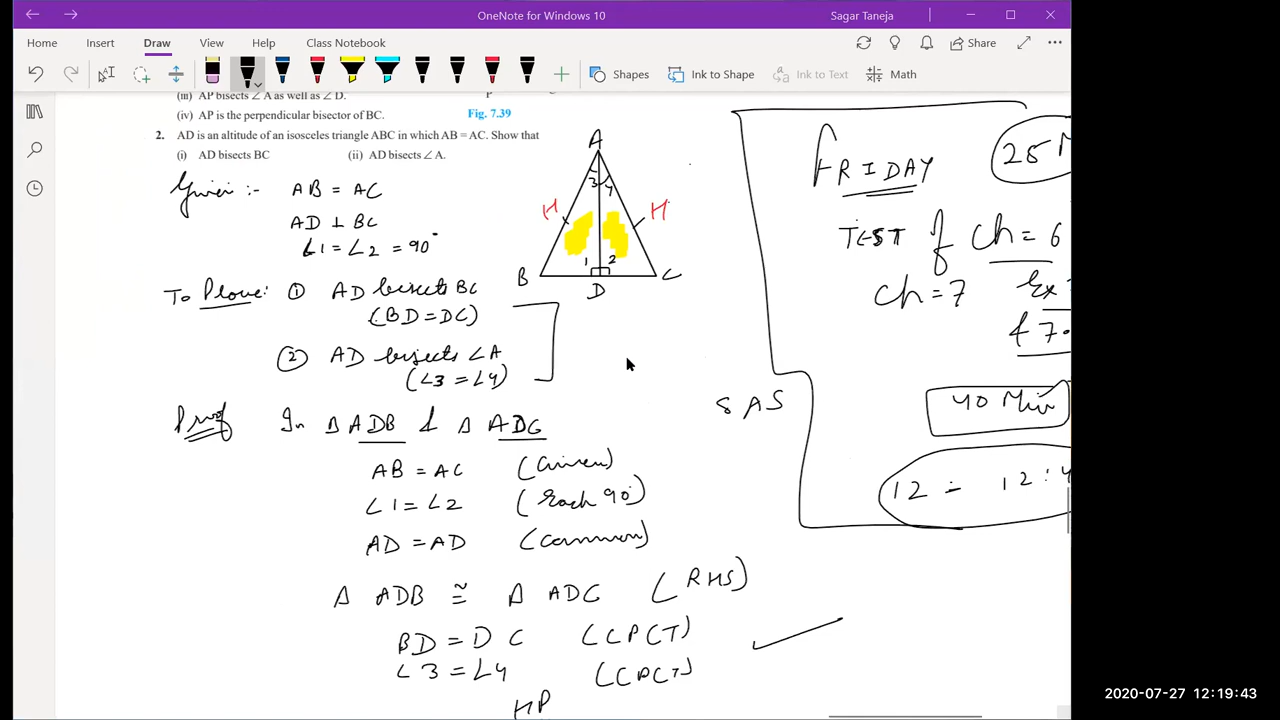 OneNote for Windows 10
Sagar Taneja
Home Insert Draw View Help Class Notebook
Share
Shapes Ink to Shape Ink to Text Math
(iii) AP bisects ∠ A as well as ∠ D.
(iv) AP is the perpendicular bisector of BC.
Fig. 7.39
2. AD is an altitude of an isosceles triangle ABC in which AB = AC. Show that
(i) AD bisects BC (ii) AD bisects ∠ A.
Given :- AB = AC
AD ⊥ BC
∠1 = ∠2 = 90°
A
3 4
H H
1 2
B D C
To Prove: ① AD bisects BC
(BD = DC)
② AD bisects ∠A
(∠3 = ∠4)
Proof In Δ ADB & Δ ADC
AB = AC (Given)
∠1 = ∠2 (Each 90°)
AD = AD (Common)
Δ ADB ≅ Δ ADC (RHS)
BD = DC (CPCT)
∠3 = ∠4 (CPCT)
HP
SAS
FRIDAY
TEST of Ch = 6
Ch = 7
40 Min
2020-07-27 12:19:43